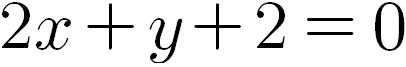 2x + y + 2 = 0